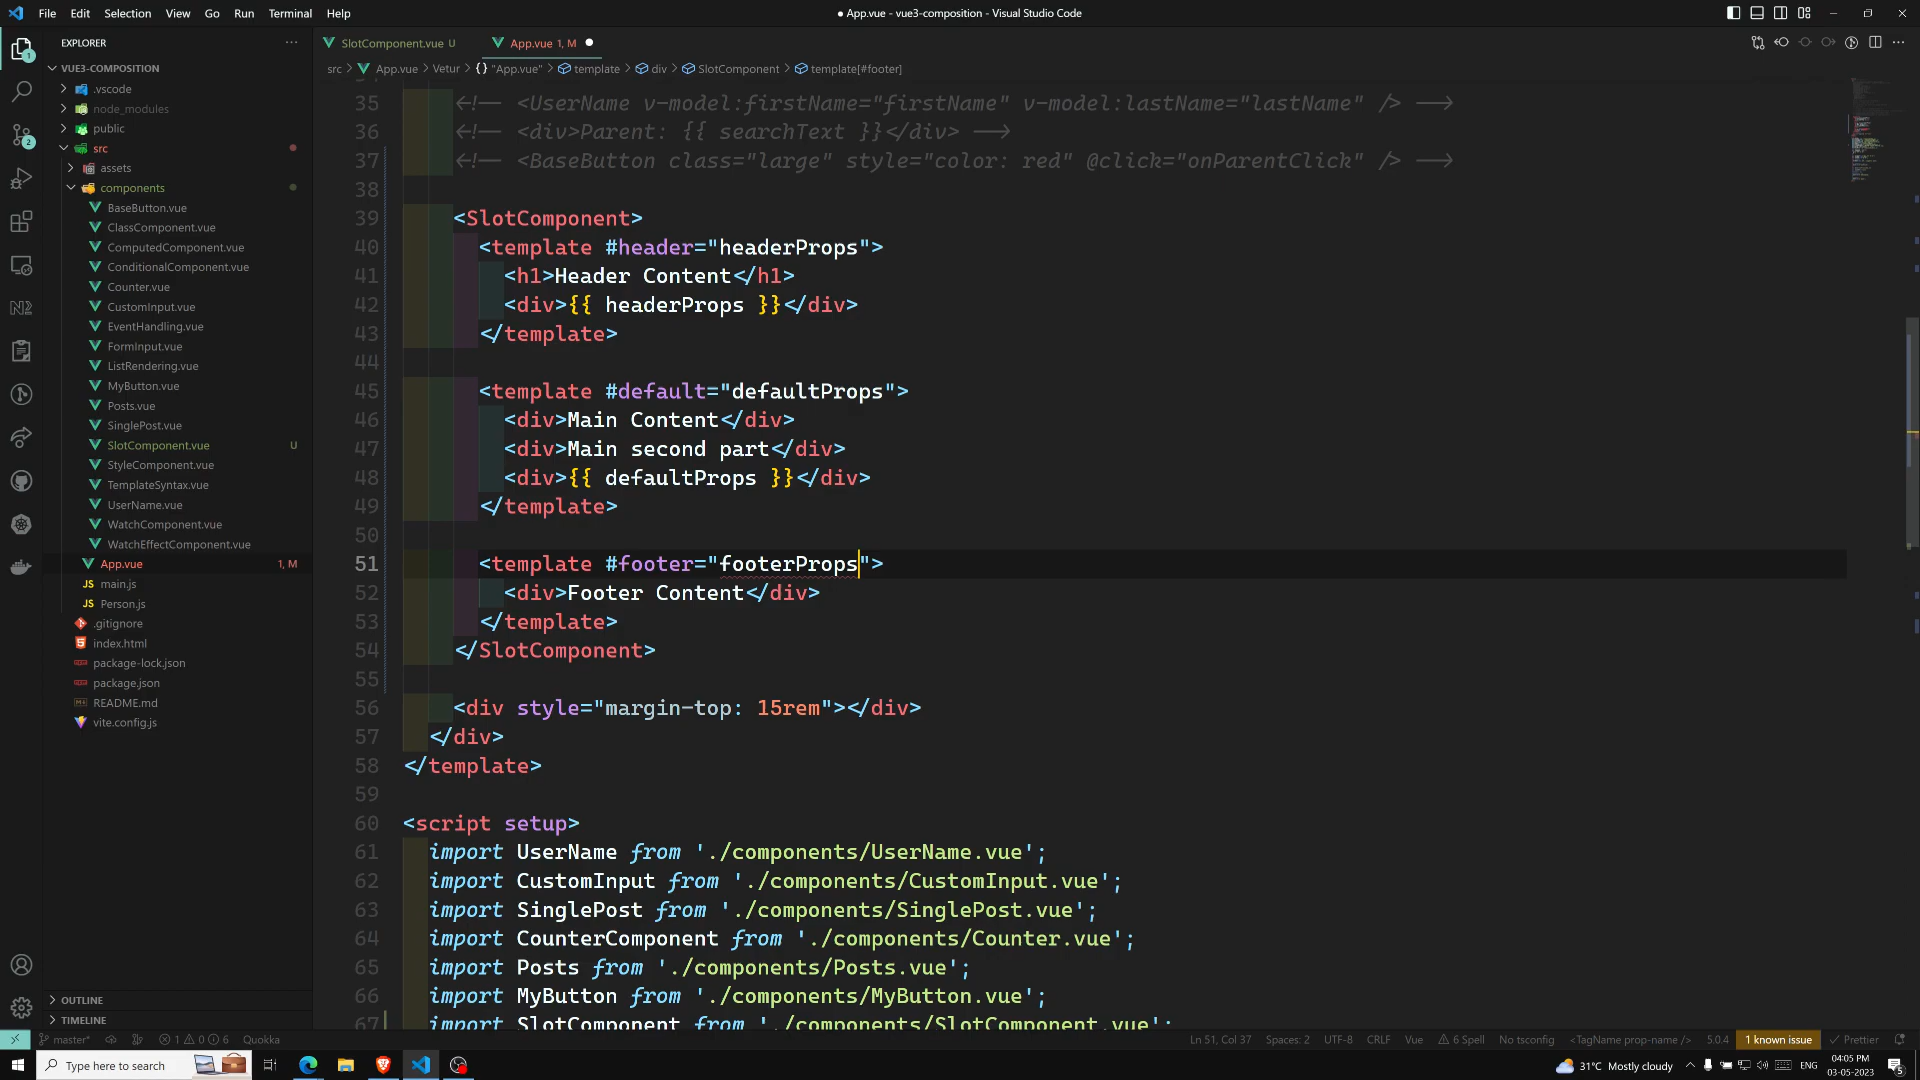 File Edit Selection View Go Run Terminal Help
● App.vue - vue3-composition - Visual Studio Code
EXPLORER
VUE3-COMPOSITION
.vscode
node_modules
public
src
assets
components
BaseButton.vue
ClassComponent.vue
ComputedComponent.vue
ConditionalComponent.vue
Counter.vue
CustomInput.vue
EventHandling.vue
FormInput.vue
ListRendering.vue
MyButton.vue
Posts.vue
SinglePost.vue
SlotComponent.vue U
StyleComponent.vue
TemplateSyntax.vue
UserName.vue
WatchComponent.vue
WatchEffectComponent.vue
App.vue 1, M
JS main.js
JS Person.js
.gitignore
index.html
package-lock.json
package.json
README.md
vite.config.js
OUTLINE
TIMELINE
SlotComponent.vue U App.vue 1, M
src > App.vue > Vetur > {} "App.vue" > template > div > SlotComponent > template[#footer]
35 <!-- <UserName v-model:firstName="firstName" v-model:lastName="lastName" /> -->
36 <!-- <div>Parent: {{ searchText }}</div> -->
37 <!-- <BaseButton class="large" style="color: red" @click="onParentClick" /> -->
38
39 <SlotComponent>
40 <template #header="headerProps">
41 <h1>Header Content</h1>
42 <div>{{ headerProps }}</div>
43 </template>
44
45 <template #default="defaultProps">
46 <div>Main Content</div>
47 <div>Main second part</div>
48 <div>{{ defaultProps }}</div>
49 </template>
50
51 <template #footer="footerProps">
52 <div>Footer Content</div>
53 </template>
54 </SlotComponent>
55
56 <div style="margin-top: 15rem"></div>
57 </div>
58 </template>
59
60 <script setup>
61 import UserName from './components/UserName.vue';
62 import CustomInput from './components/CustomInput.vue';
63 import SinglePost from './components/SinglePost.vue';
64 import CounterComponent from './components/Counter.vue';
65 import Posts from './components/Posts.vue';
66 import MyButton from './components/MyButton.vue';
67 import SlotComponent from './components/SlotComponent.vue';
master* 1 0 6 Quokka Ln 51, Col 37 Spaces: 2 UTF-8 CRLF Vue 6 Spell No tsconfig <TagName prop-name /> 5.0.4 1 known issue Prettier
Type here to search 31°C Mostly cloudy ENG 04:05 PM
03-05-2023 5